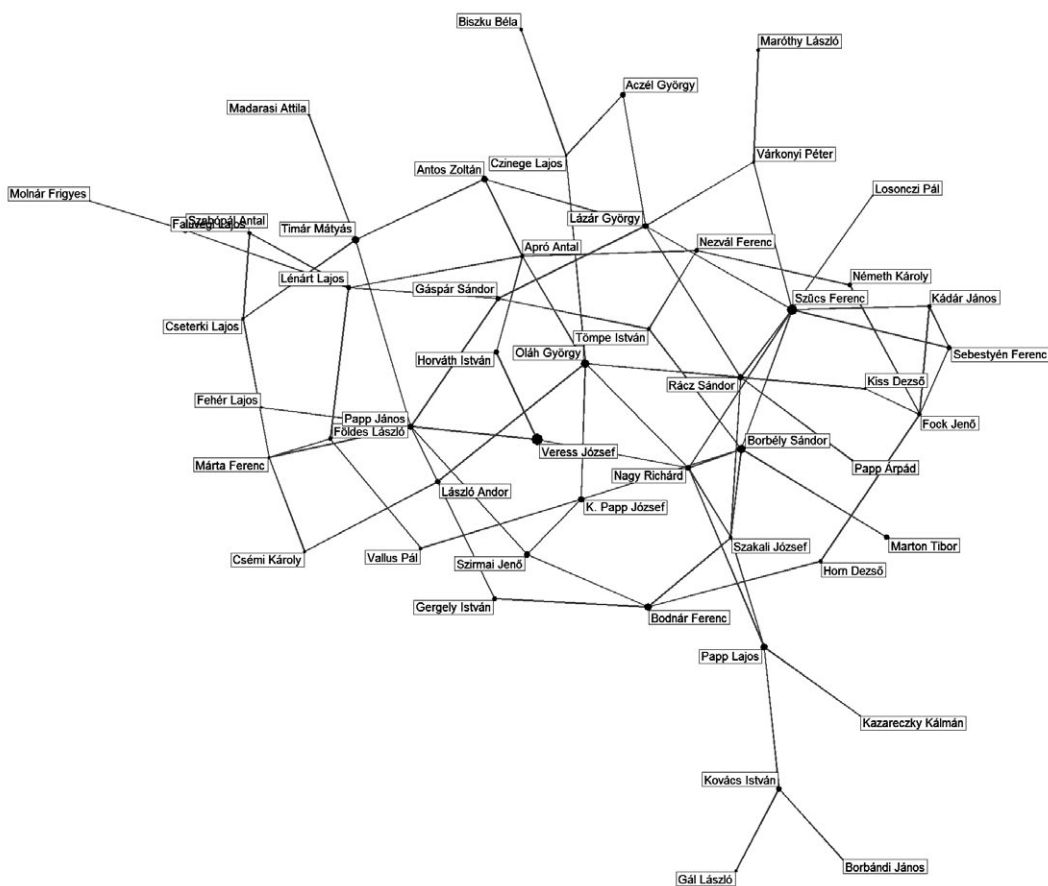 Biszku Béla
Maróthy László
Aczél György
Madarasi Attila
Várkonyi Péter
Czinege Lajos
Antos Zoltán
Molnár Frigyes
Losonczi Pál
Szabópál Antal
Faluvégi Lajos
Timár Mátyás
Lázár György
Nezvál Ferenc
Apró Antal
Lénárt Lajos
Németh Károly
Gáspár Sándor
Szűcs Ferenc
Kádár János
Cseterki Lajos
Tömpe István
Oláh György
Sebestyén Ferenc
Horváth István
Rácz Sándor
Kiss Dezső
Fehér Lajos
Papp János
Fock Jenő
Földes László
Borbély Sándor
Veress József
Márta Ferenc
Nagy Richárd
Papp Árpád
László Andor
K. Papp József
Csémi Károly
Vallus Pál
Szakali József
Marton Tibor
Szirmai Jenő
Horn Dezső
Gergely István
Bodnár Ferenc
Papp Lajos
Kazareczky Kálmán
Kovács István
Borbándi János
Gál László